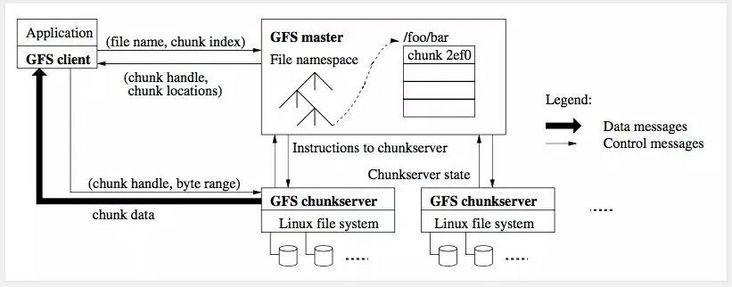 Application
GFS client
(file name, chunk index)
(chunk handle,
chunk locations)
GFS master
File namespace
/foo/bar
chunk 2ef0
Legend:
Data messages
Control messages
Instructions to chunkserver
Chunkserver state
(chunk handle, byte range)
chunk data
GFS chunkserver
Linux file system
GFS chunkserver
Linux file system